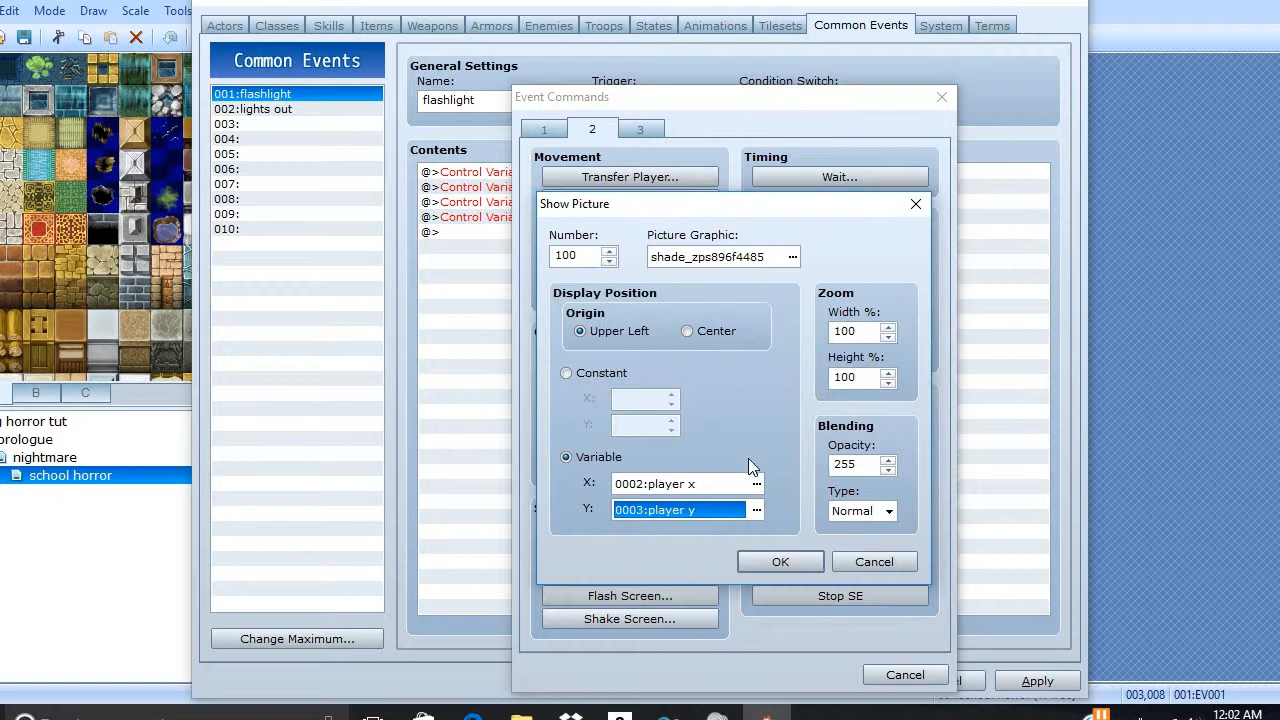 Mode
Draw
Scale
Tools
Actors
Classes
Skills
Items
Weapons
Armors
Enemies
Troops
States
Animations
Tilesets
Common Events
System
Terms
Common Events
001:flashlight
002:lights out
003:
004:
005:
006:
007:
008:
009:
010:
Change Maximum...
General Settings
Name:
Trigger:
Condition Switch:
flashlight
Contents
@>Control Varia
@>Control Varia
@>Control Varia
@>Control Varia
@>
Event Commands
1
2
3
Movement
Timing
Transfer Player...
Wait...
Show Picture
Number:
Picture Graphic:
100
shade_zps896f4485
Display Position
Origin
Upper Left
Center
Constant
X:
Y:
Variable
X:
0002:player x
Y:
0003:player y
Zoom
Width %:
100
Height %:
100
Blending
Opacity:
255
Type:
Normal
OK
Cancel
Flash Screen...
Stop SE
Shake Screen...
Cancel
Apply
B
C
g horror tut
prologue
nightmare
school horror
003,008
001:EV001
12:02 AM